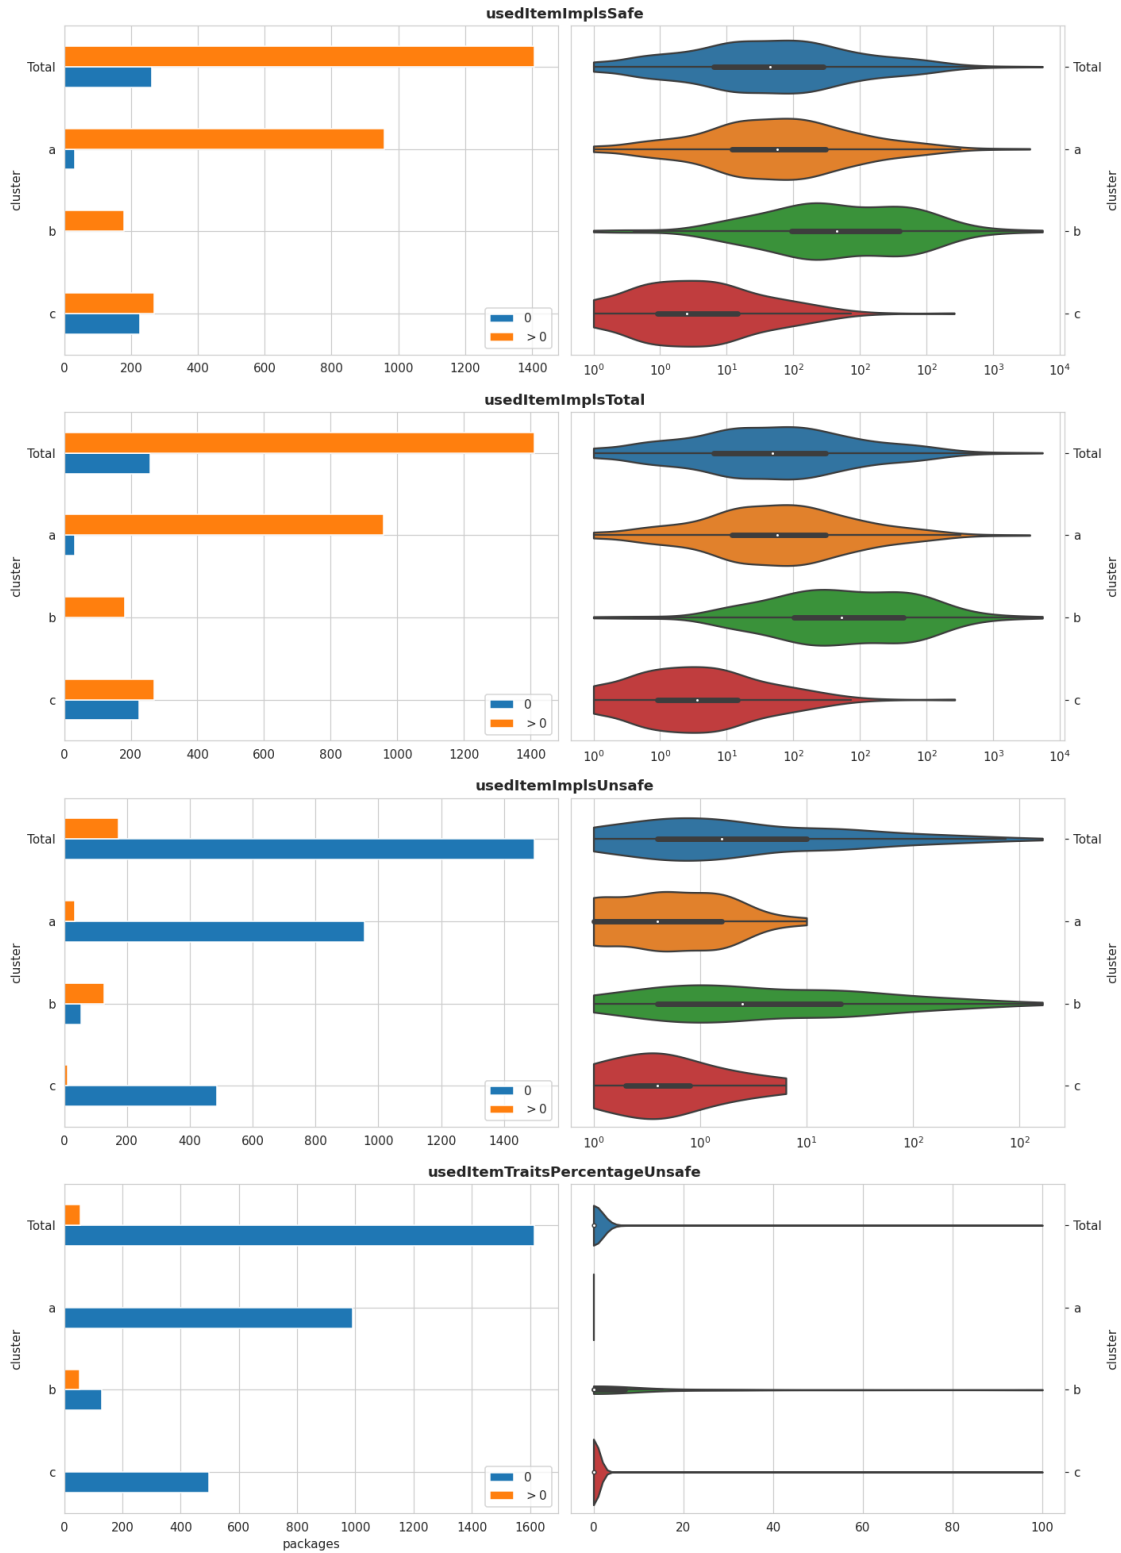 usedItemImplsSafe
cluster
Total
a
b
c
0
> 0
0 200 400 600 800 1000 1200 1400
Total
a
b
c
cluster
10⁰ 10⁰ 10¹ 10² 10² 10² 10³ 10⁴
usedItemImplsTotal
cluster
Total
a
b
c
0
> 0
0 200 400 600 800 1000 1200 1400
Total
a
b
c
cluster
10⁰ 10⁰ 10¹ 10² 10² 10² 10³ 10⁴
usedItemImplsUnsafe
cluster
Total
a
b
c
0
> 0
0 200 400 600 800 1000 1200 1400
Total
a
b
c
cluster
10⁰ 10⁰ 10¹ 10² 10²
usedItemTraitsPercentageUnsafe
cluster
Total
a
b
c
0
> 0
0 200 400 600 800 1000 1200 1400 1600
packages
Total
a
b
c
cluster
0 20 40 60 80 100